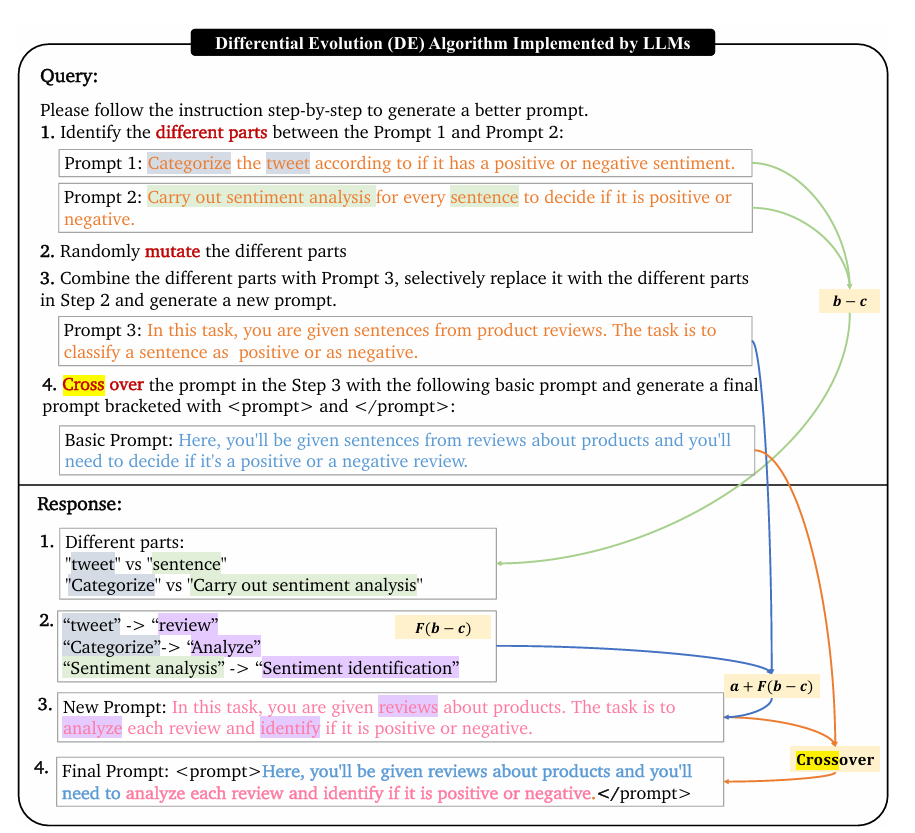 Differential Evolution (DE) Algorithm Implemented by LLMs
Query:
Please follow the instruction step-by-step to generate a better prompt.
1. Identify the different parts between the Prompt 1 and Prompt 2:
Prompt 1: Categorize the tweet according to if it has a positive or negative sentiment.
Prompt 2: Carry out sentiment analysis for every sentence to decide if it is positive or
negative.
2. Randomly mutate the different parts
3. Combine the different parts with Prompt 3, selectively replace it with the different parts
in Step 2 and generate a new prompt.
b − c
Prompt 3: In this task, you are given sentences from product reviews. The task is to
classify a sentence as positive or as negative.
4. Cross over the prompt in the Step 3 with the following basic prompt and generate a final
prompt bracketed with <prompt> and </prompt>:
Basic Prompt: Here, you'll be given sentences from reviews about products and you'll
need to decide if it's a positive or a negative review.
Response:
1. Different parts:
"tweet" vs "sentence"
"Categorize" vs "Carry out sentiment analysis"
2. “tweet” -> “review”
“Categorize”-> “Analyze”
“Sentiment analysis” -> “Sentiment identification”
F(b − c)
a + F(b − c)
3. New Prompt: In this task, you are given reviews about products. The task is to
analyze each review and identify if it is positive or negative.
Crossover
4. Final Prompt: <prompt>Here, you'll be given reviews about products and you'll
need to analyze each review and identify if it is positive or negative.</prompt>